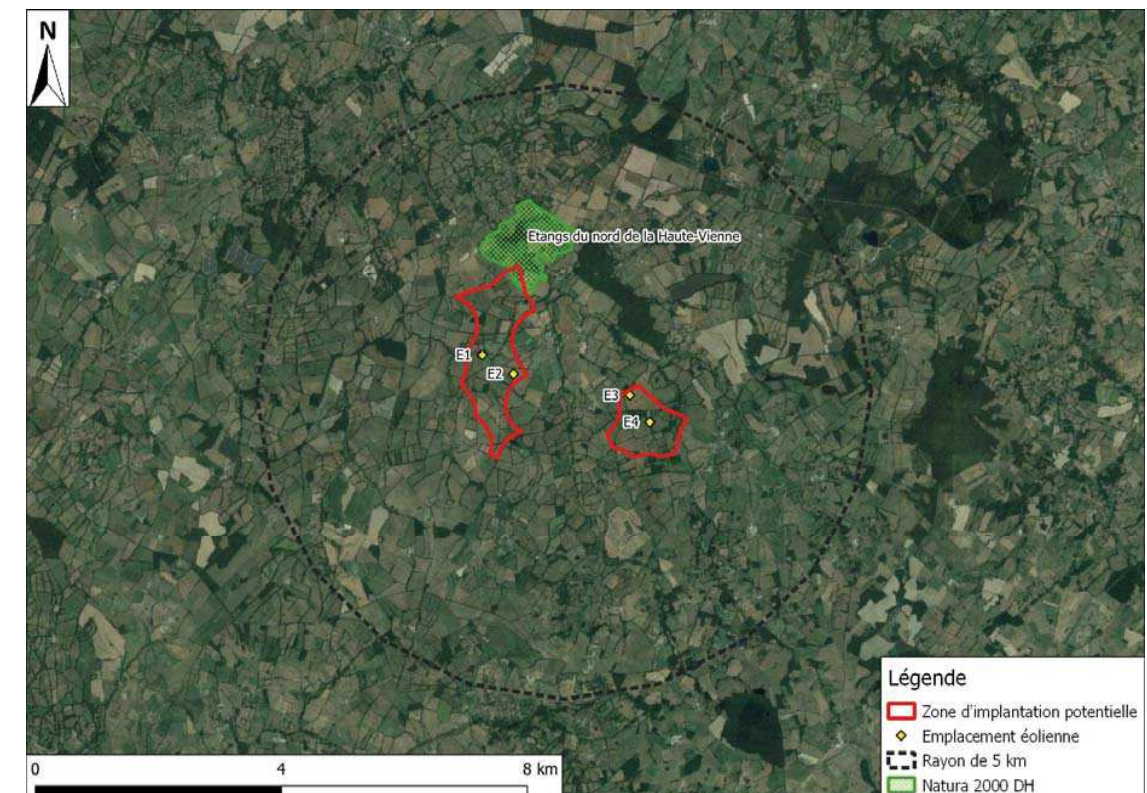 N
Etangs du nord de la Haute-Vienne
E1
E2
E3
E4
Légende
Zone d'implantation potentielle
Emplacement éolienne
Rayon de 5 km
Natura 2000 DH
0 4 8 km